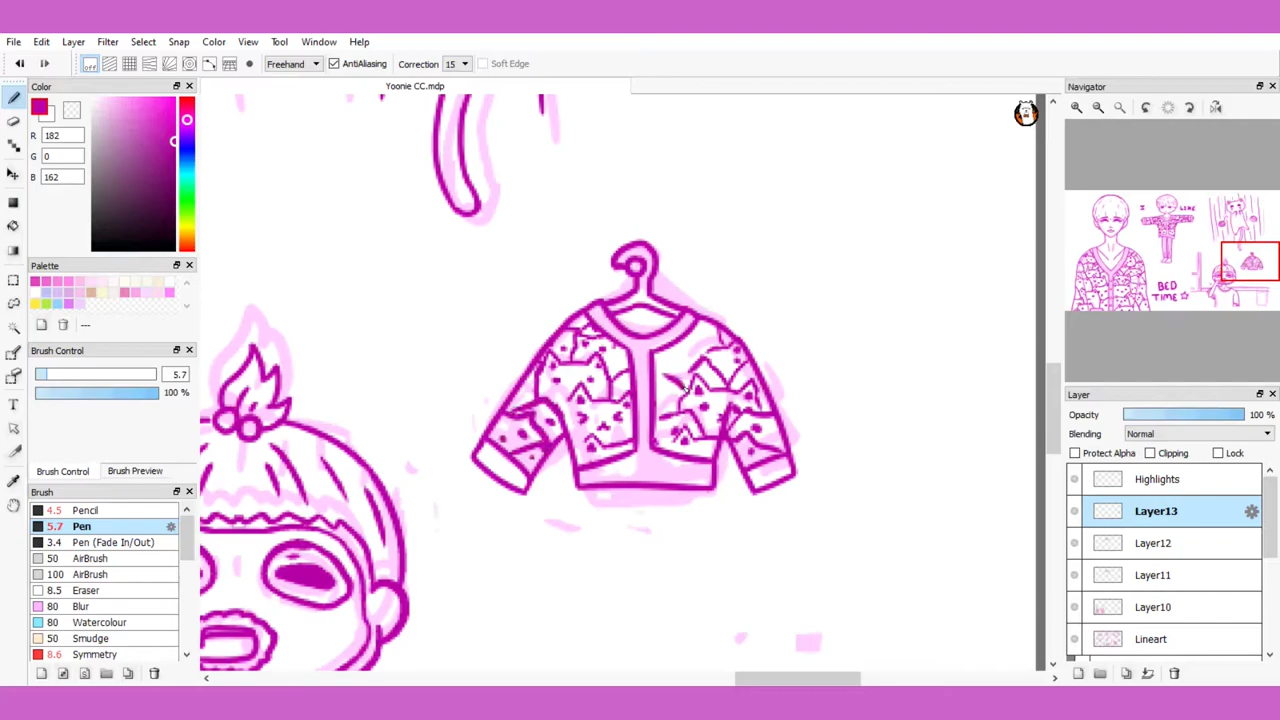 File Edit Layer Filter Select Snap Color View Tool Window Help
off Freehand AntiAliasing Correction 15 Soft Edge
Color
Yoonie CC.mdp
Navigator
R 182
G 0
B 162
Palette
---
Brush Control
5.7
100 %
Brush Control Brush Preview
Brush
4.5 Pencil
5.7 Pen
3.4 Pen (Fade In/Out)
50 AirBrush
100 AirBrush
8.5 Eraser
80 Blur
80 Watercolour
50 Smudge
8.6 Symmetry
I LIKE
BED
TIME
Layer
Opacity 100 %
Blending Normal
Protect Alpha Clipping Lock
Highlights
Layer13
Layer12
Layer11
Layer10
Lineart